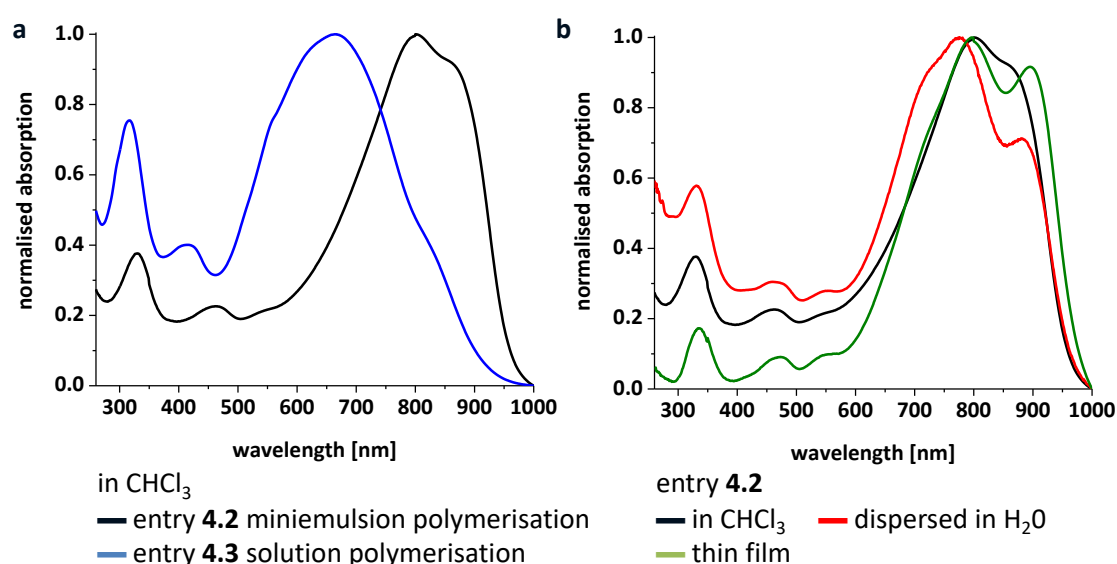 a
1.0
0.8
0.6
0.4
0.2
0.0
normalised absorption
300 400 500 600 700 800 900 1000
wavelength [nm]
in CHCl₃
entry 4.2 miniemulsion polymerisation
entry 4.3 solution polymerisation
b
1.0
0.8
0.6
0.4
0.2
0.0
normalised absorption
300 400 500 600 700 800 900 1000
wavelength [nm]
entry 4.2
in CHCl₃ dispersed in H₂0
thin film